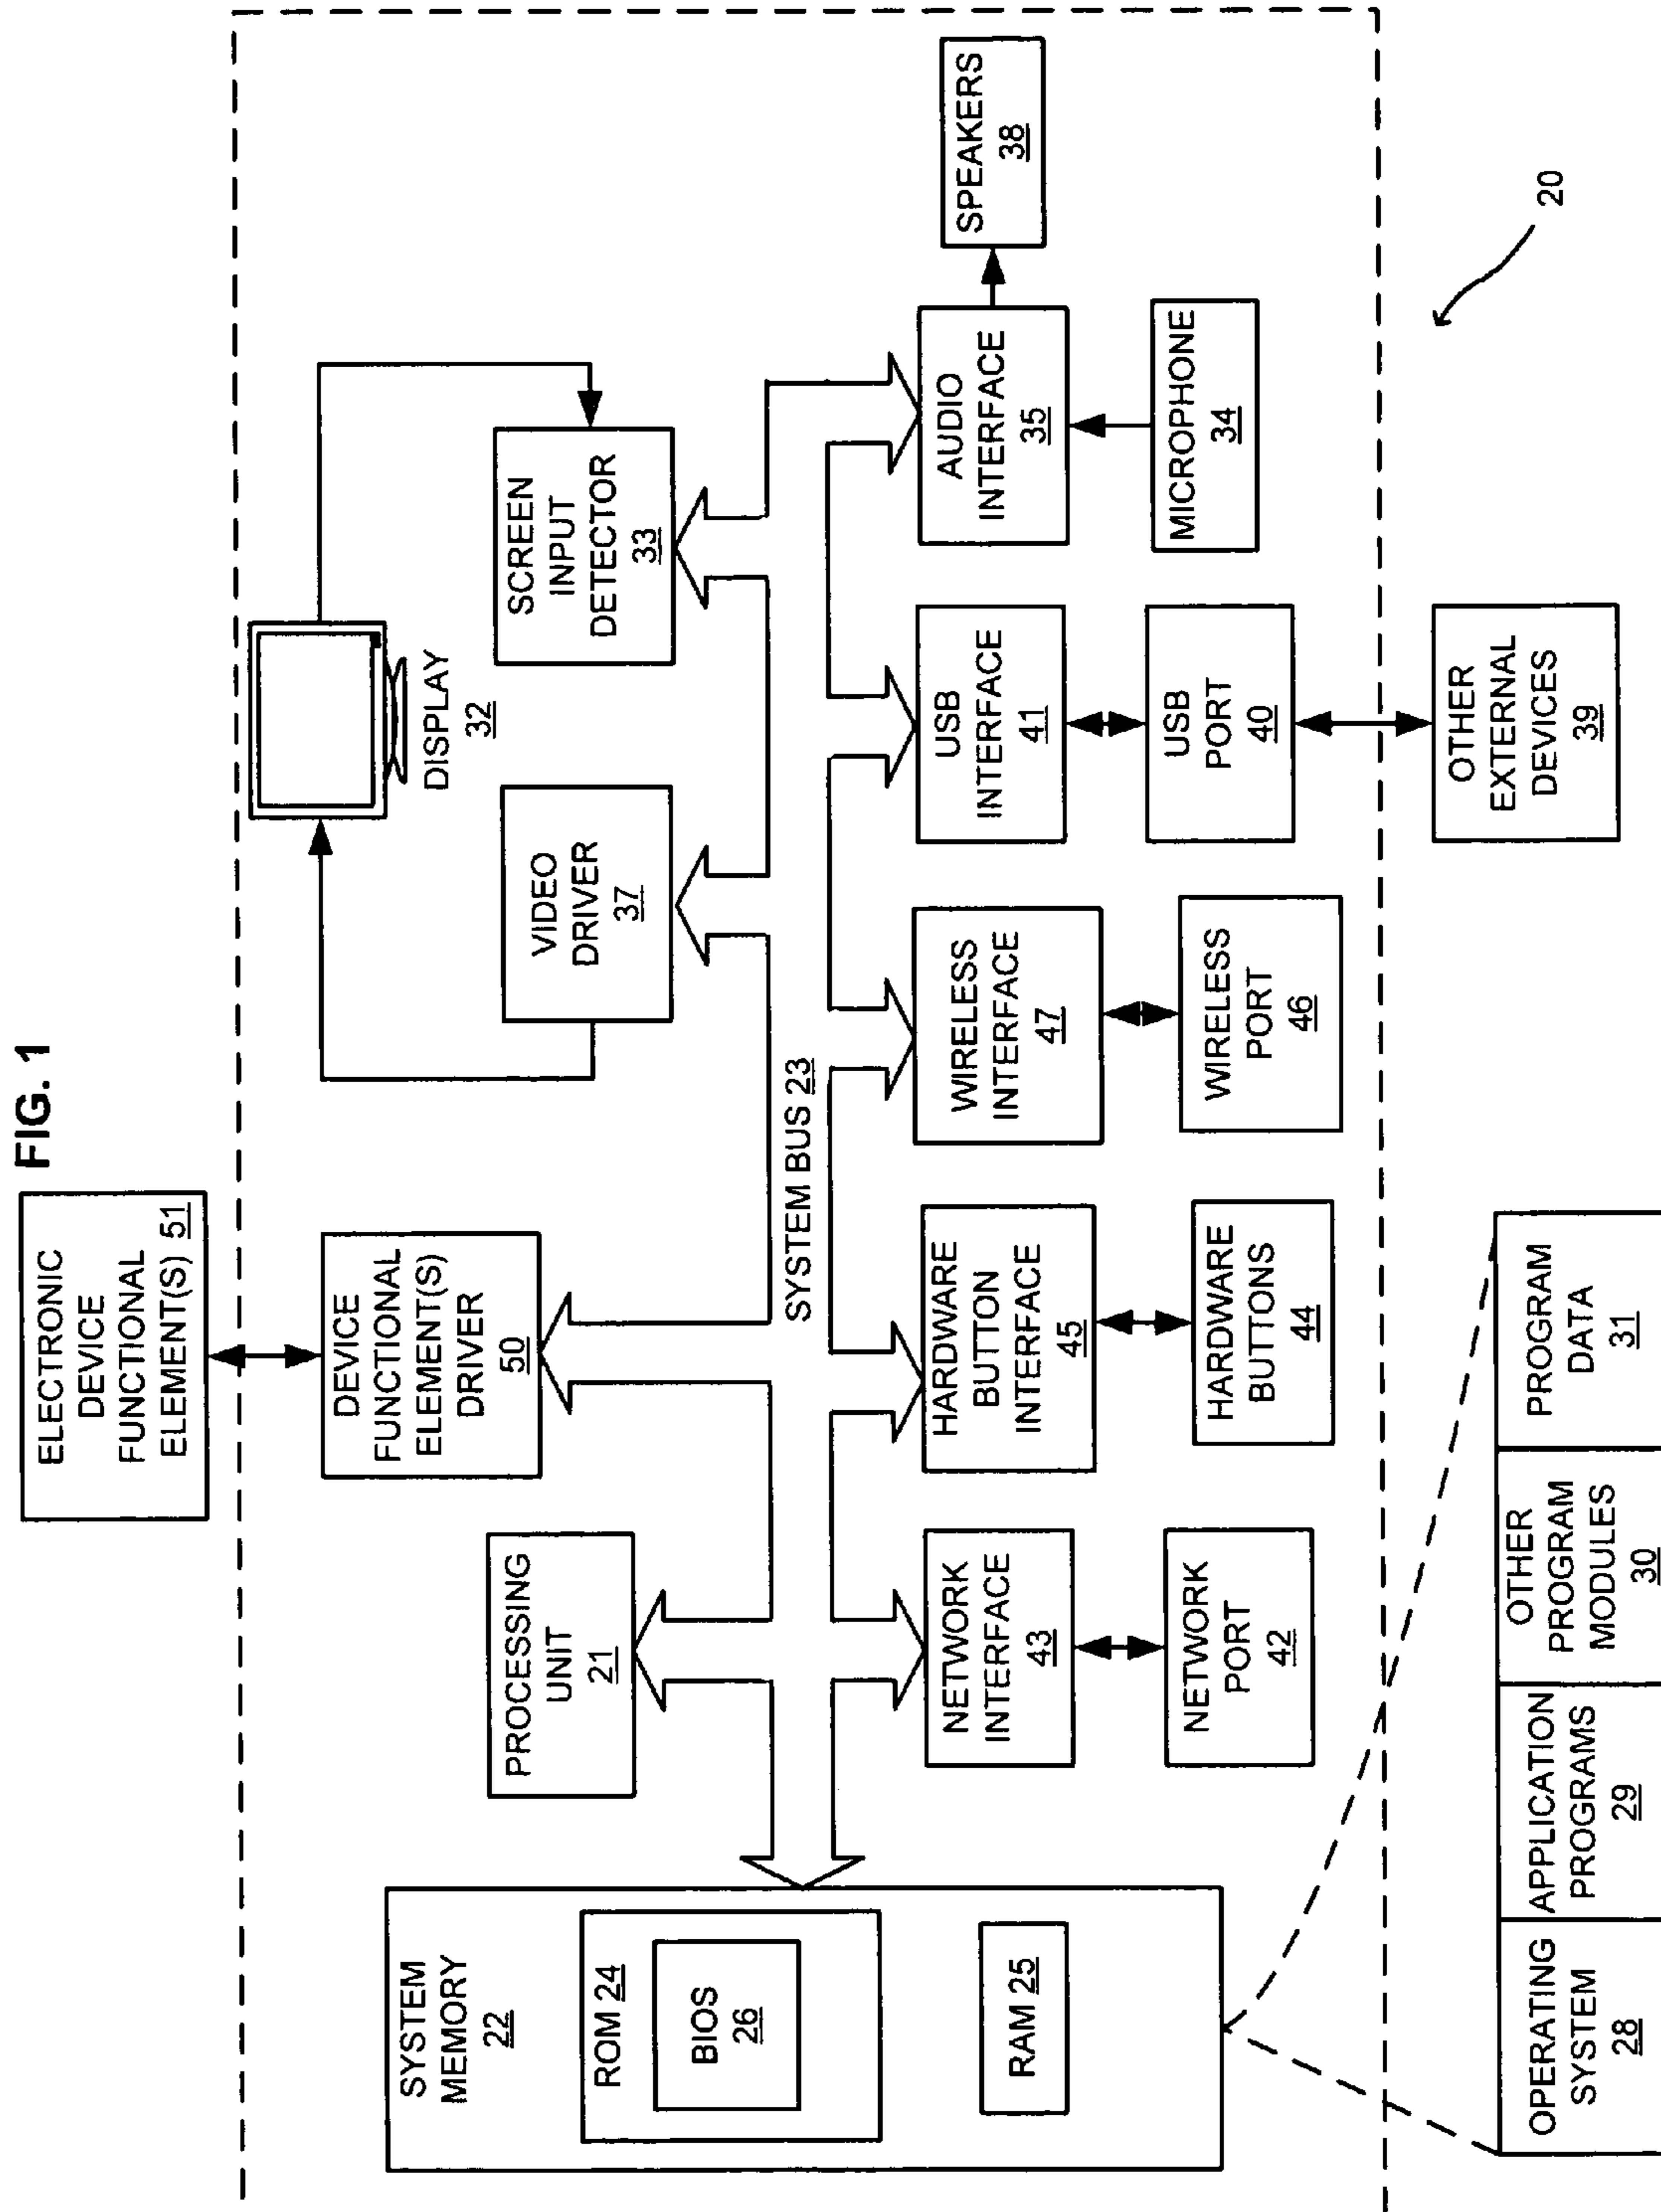 FIG. 1
ELECTRONIC
DEVICE
FUNCTIONAL
ELEMENT(S) 51
DEVICE
FUNCTIONAL
ELEMENT(S)
DRIVER
50
DISPLAY
32
PROCESSING
UNIT
21
VIDEO
DRIVER
37
SCREEN
INPUT
DETECTOR
33
SYSTEM
MEMORY
22
ROM 24
BIOS
26
RAM 25
SYSTEM BUS 23
NETWORK
INTERFACE
43
HARDWARE
BUTTON
INTERFACE
45
WIRELESS
INTERFACE
47
USB
INTERFACE
41
AUDIO
INTERFACE
35
SPEAKERS
38
NETWORK
PORT
42
HARDWARE
BUTTONS
44
WIRELESS
PORT
46
USB
PORT
40
MICROPHONE
34
OPERATING
SYSTEM
28
APPLICATION
PROGRAMS
29
OTHER
PROGRAM
MODULES
30
PROGRAM
DATA
31
OTHER
EXTERNAL
DEVICES
39
20